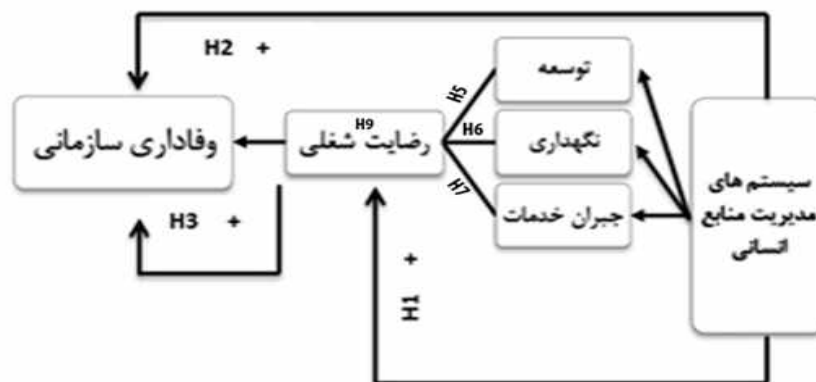 H2 +
توسعه
H5
وفاداری سازمانی
H9
رضایت شغلی
H6
نگهداری
سیستم های
مدیریت منابع
انسانی
H7
جبران خدمات
H3 +
H1 +